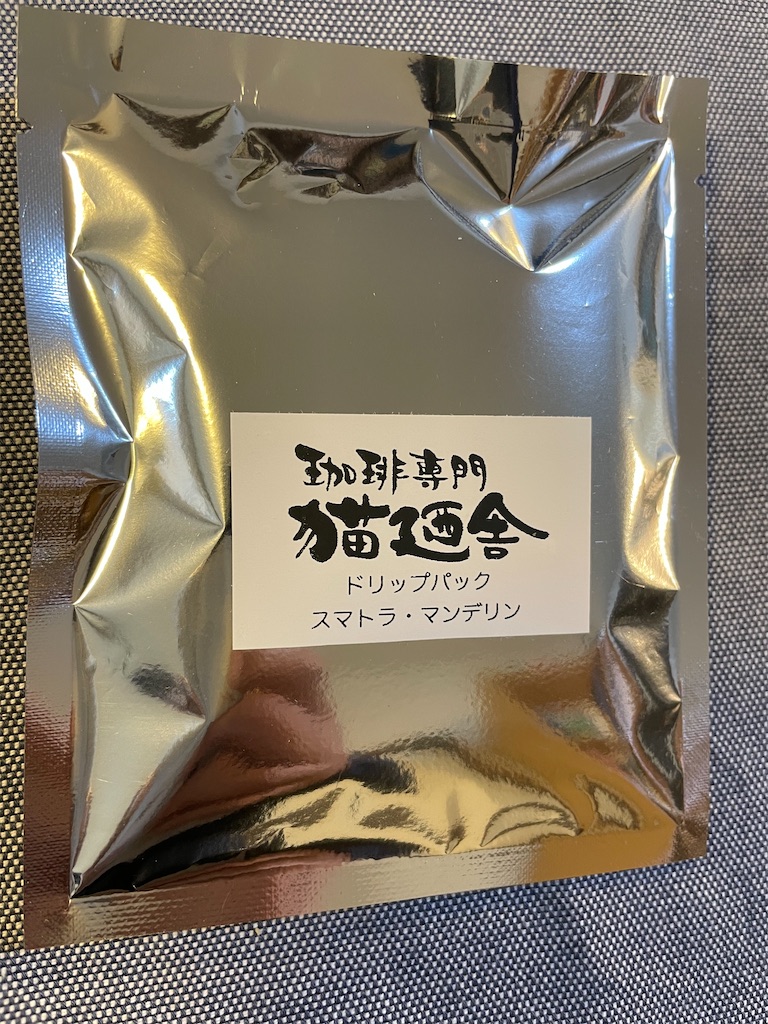 珈琲専門
猫廼舎
ドリップパック
スマトラ・マンデリン